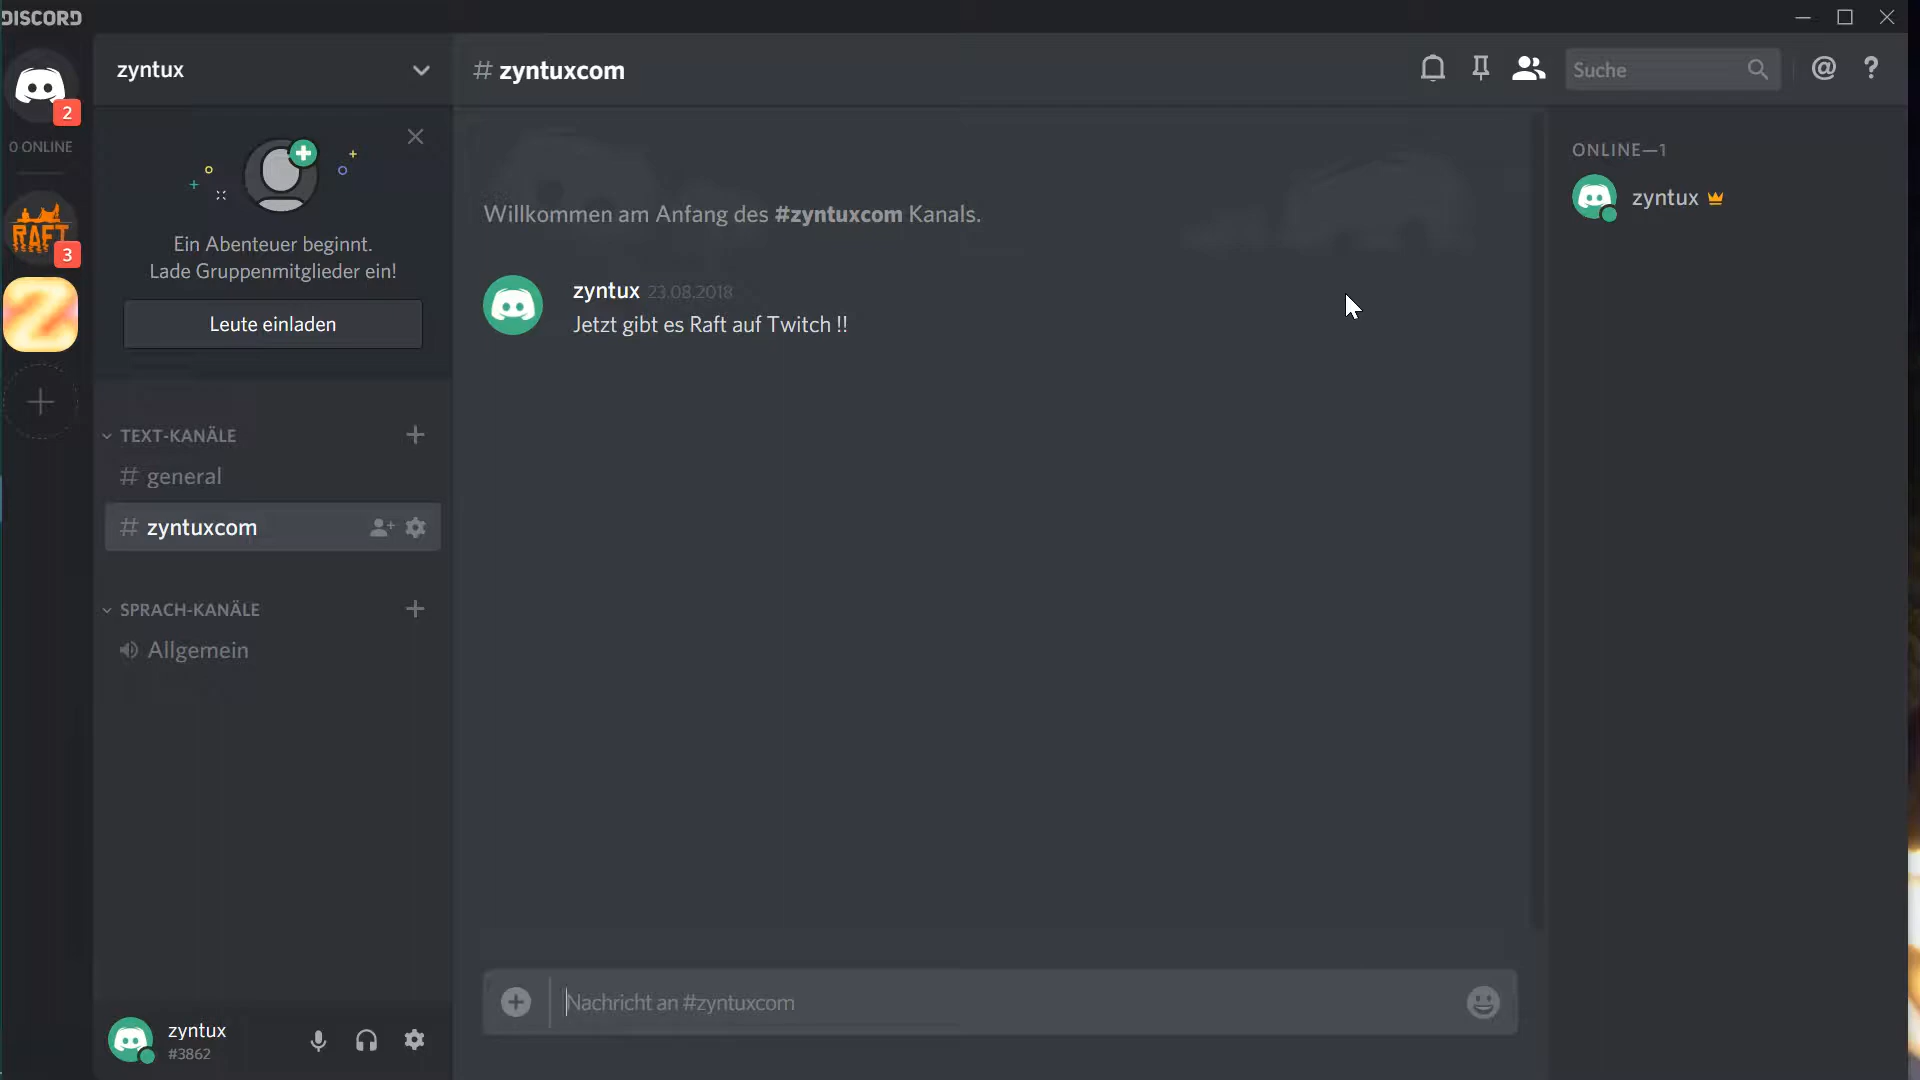 DISCORD
2
0 ONLINE
RAFT
3
Z
zyntux
Ein Abenteuer beginnt.
Lade Gruppenmitglieder ein!
Leute einladen
TEXT-KANÄLE
# general
# zyntuxcom
SPRACH-KANÄLE
Allgemein
zyntux
#3862
# zyntuxcom
Suche
@
?
Willkommen am Anfang des #zyntuxcom Kanals.
zyntux 23.08.2018
Jetzt gibt es Raft auf Twitch !!
Nachricht an #zyntuxcom
ONLINE—1
zyntux